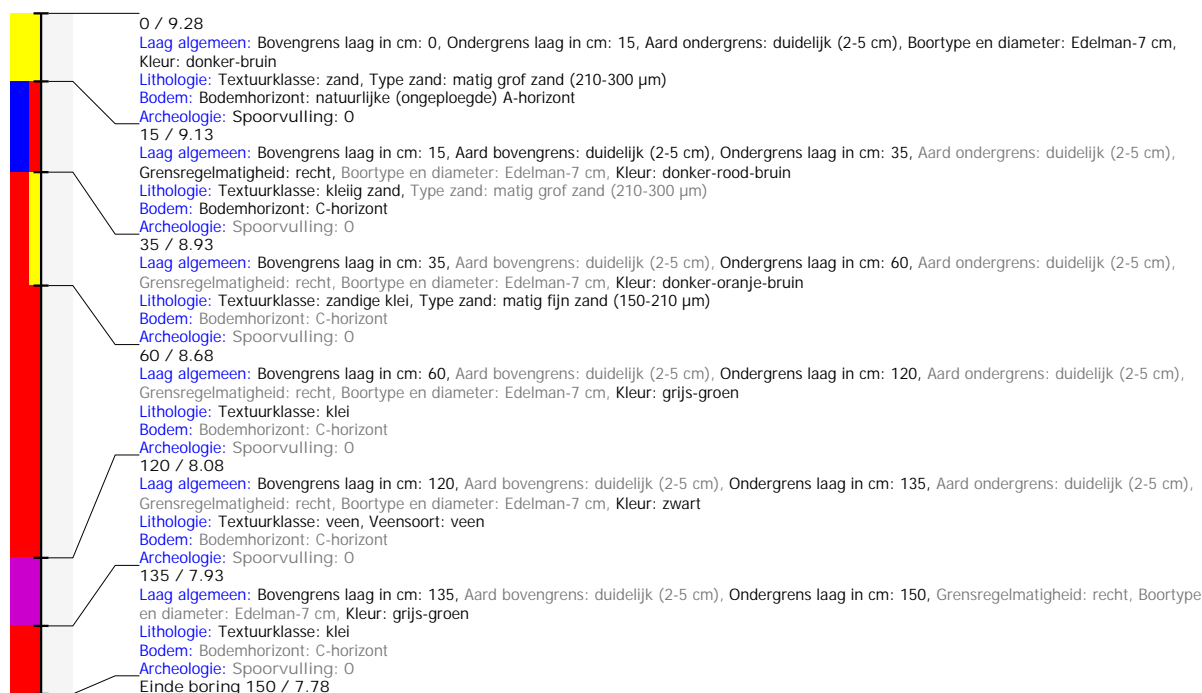 0 / 9.28
Laag algemeen: Bovengrens laag in cm: 0, Ondergrens laag in cm: 15, Aard ondergrens: duidelijk (2-5 cm), Boortype en diameter: Edelman-7 cm,
Kleur: donker-bruin
Lithologie: Textuurklasse: zand, Type zand: matig grof zand (210-300 µm)
Bodem: Bodemhorizont: natuurlijke (ongeploegde) A-horizont
Archeologie: Spoorvulling: 0
15 / 9.13
Laag algemeen: Bovengrens laag in cm: 15, Aard bovengrens: duidelijk (2-5 cm), Ondergrens laag in cm: 35, Aard ondergrens: duidelijk (2-5 cm),
Grensregelmatigheid: recht, Boortype en diameter: Edelman-7 cm, Kleur: donker-rood-bruin
Lithologie: Textuurklasse: kleiig zand, Type zand: matig grof zand (210-300 µm)
Bodem: Bodemhorizont: C-horizont
Archeologie: Spoorvulling: 0
35 / 8.93
Laag algemeen: Bovengrens laag in cm: 35, Aard bovengrens: duidelijk (2-5 cm), Ondergrens laag in cm: 60, Aard ondergrens: duidelijk (2-5 cm),
Grensregelmatigheid: recht, Boortype en diameter: Edelman-7 cm, Kleur: donker-oranje-bruin
Lithologie: Textuurklasse: zandige klei, Type zand: matig fijn zand (150-210 µm)
Bodem: Bodemhorizont: C-horizont
Archeologie: Spoorvulling: 0
60 / 8.68
Laag algemeen: Bovengrens laag in cm: 60, Aard bovengrens: duidelijk (2-5 cm), Ondergrens laag in cm: 120, Aard ondergrens: duidelijk (2-5 cm),
Grensregelmatigheid: recht, Boortype en diameter: Edelman-7 cm, Kleur: grijs-groen
Lithologie: Textuurklasse: klei
Bodem: Bodemhorizont: C-horizont
Archeologie: Spoorvulling: 0
120 / 8.08
Laag algemeen: Bovengrens laag in cm: 120, Aard bovengrens: duidelijk (2-5 cm), Ondergrens laag in cm: 135, Aard ondergrens: duidelijk (2-5 cm),
Grensregelmatigheid: recht, Boortype en diameter: Edelman-7 cm, Kleur: zwart
Lithologie: Textuurklasse: veen, Veensoort: veen
Bodem: Bodemhorizont: C-horizont
Archeologie: Spoorvulling: 0
135 / 7.93
Laag algemeen: Bovengrens laag in cm: 135, Aard bovengrens: duidelijk (2-5 cm), Ondergrens laag in cm: 150, Grensregelmatigheid: recht, Boortype
en diameter: Edelman-7 cm, Kleur: grijs-groen
Lithologie: Textuurklasse: klei
Bodem: Bodemhorizont: C-horizont
Archeologie: Spoorvulling: 0
Einde boring 150 / 7.78